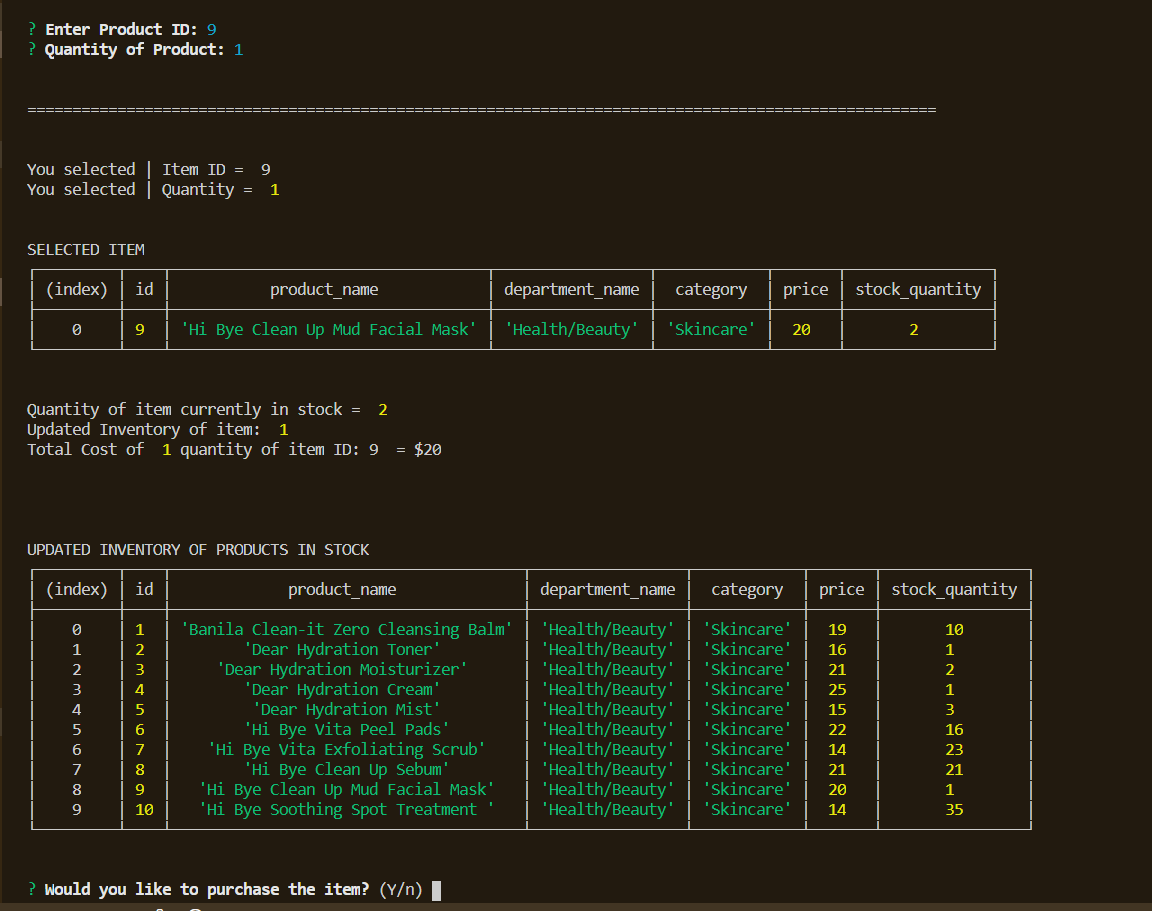 ? Enter Product ID: 9
? Quantity of Product: 1
=====================================================================================================
You selected | Item ID =  9
You selected | Quantity =  1
SELECTED ITEM
(index) | id | product_name | department_name | category | price | stock_quantity
0 | 9 | 'Hi Bye Clean Up Mud Facial Mask' | 'Health/Beauty' | 'Skincare' | 20 | 2
Quantity of item currently in stock =  2
Updated Inventory of item:  1
Total Cost of  1 quantity of item ID: 9  = $20
UPDATED INVENTORY OF PRODUCTS IN STOCK
(index) | id | product_name | department_name | category | price | stock_quantity
0 | 1 | 'Banila Clean-it Zero Cleansing Balm' | 'Health/Beauty' | 'Skincare' | 19 | 10
1 | 2 | 'Dear Hydration Toner' | 'Health/Beauty' | 'Skincare' | 16 | 1
2 | 3 | 'Dear Hydration Moisturizer' | 'Health/Beauty' | 'Skincare' | 21 | 2
3 | 4 | 'Dear Hydration Cream' | 'Health/Beauty' | 'Skincare' | 25 | 1
4 | 5 | 'Dear Hydration Mist' | 'Health/Beauty' | 'Skincare' | 15 | 3
5 | 6 | 'Hi Bye Vita Peel Pads' | 'Health/Beauty' | 'Skincare' | 22 | 16
6 | 7 | 'Hi Bye Vita Exfoliating Scrub' | 'Health/Beauty' | 'Skincare' | 14 | 23
7 | 8 | 'Hi Bye Clean Up Sebum' | 'Health/Beauty' | 'Skincare' | 21 | 21
8 | 9 | 'Hi Bye Clean Up Mud Facial Mask' | 'Health/Beauty' | 'Skincare' | 20 | 1
9 | 10 | 'Hi Bye Soothing Spot Treatment ' | 'Health/Beauty' | 'Skincare' | 14 | 35
? Would you like to purchase the item? (Y/n)